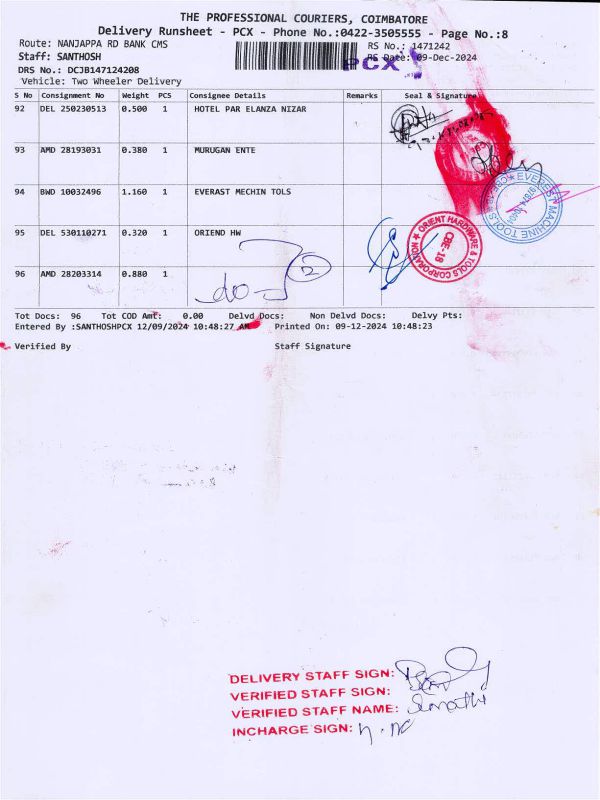 THE PROFESSIONAL COURIERS, COIMBATORE
Delivery Runsheet - PCX - Phone No.:0422-3505555 - Page No.:8
Route: NANJAPPA RD BANK CMS
RS No.: 1471242
Staff: SANTHOSH
PCX
RS Date: 09-Dec-2024
DRS No.: DCJB147124208
Vehicle: Two Wheeler Delivery
S No Consignment No Weight PCS Consignee Details Remarks Seal & Signature
92 DEL 250230513 0.500 1 HOTEL PAR ELANZA NIZAR
93 AMD 28193031 0.380 1 MURUGAN ENTE
94 BWD 10032496 1.160 1 EVERAST MECHIN TOLS
EVEREST MACHINE TOOLS
95 DEL 530110271 0.320 1 ORIEND HW
ORIENT HARDWARE & TOOLS CORPORATION
CBE-18
96 AMD 28203314 0.880 1
do
2
Tot Docs: 96 Tot COD Amt: 0.00 Delvd Docs: Non Delvd Docs: Delvy Pts:
Entered By :SANTHOSHPCX 12/09/2024 10:48:27 AM Printed On: 09-12-2024 10:48:23
Verified By Staff Signature
DELIVERY STAFF SIGN:
VERIFIED STAFF SIGN:
VERIFIED STAFF NAME:
INCHARGE SIGN: